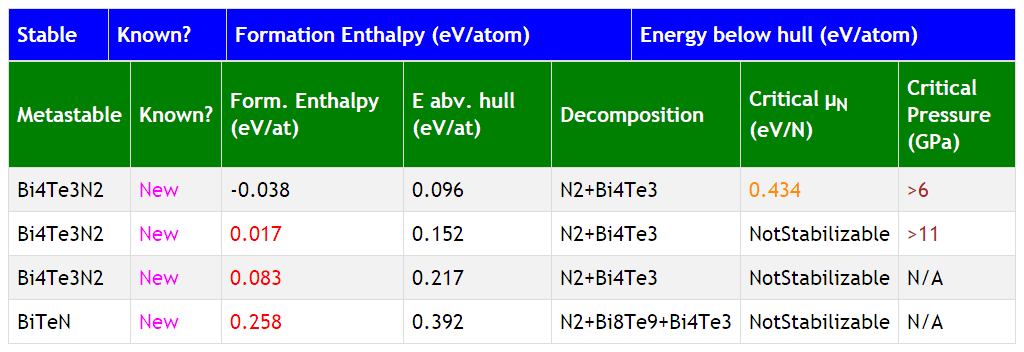 Stable Known? Formation Enthalpy (eV/atom) Energy below hull (eV/atom)
Metastable Known? Form. Enthalpy (eV/at) E abv. hull (eV/at) Decomposition Critical μN (eV/N) Critical Pressure (GPa)
Bi4Te3N2 New -0.038 0.096 N2+Bi4Te3 0.434 >6
Bi4Te3N2 New 0.017 0.152 N2+Bi4Te3 NotStabilizable >11
Bi4Te3N2 New 0.083 0.217 N2+Bi4Te3 NotStabilizable N/A
BiTeN New 0.258 0.392 N2+Bi8Te9+Bi4Te3 NotStabilizable N/A